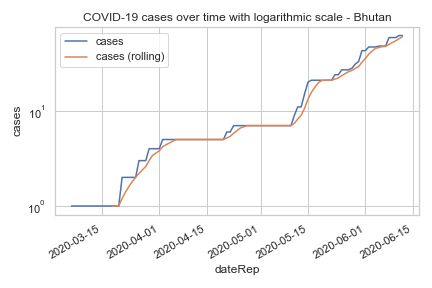 COVID-19 cases over time with logarithmic scale - Bhutan
cases
cases (rolling)
cases
10¹
10⁰
2020-03-15
2020-04-01
2020-04-15
2020-05-01
2020-05-15
2020-06-01
2020-06-15
dateRep